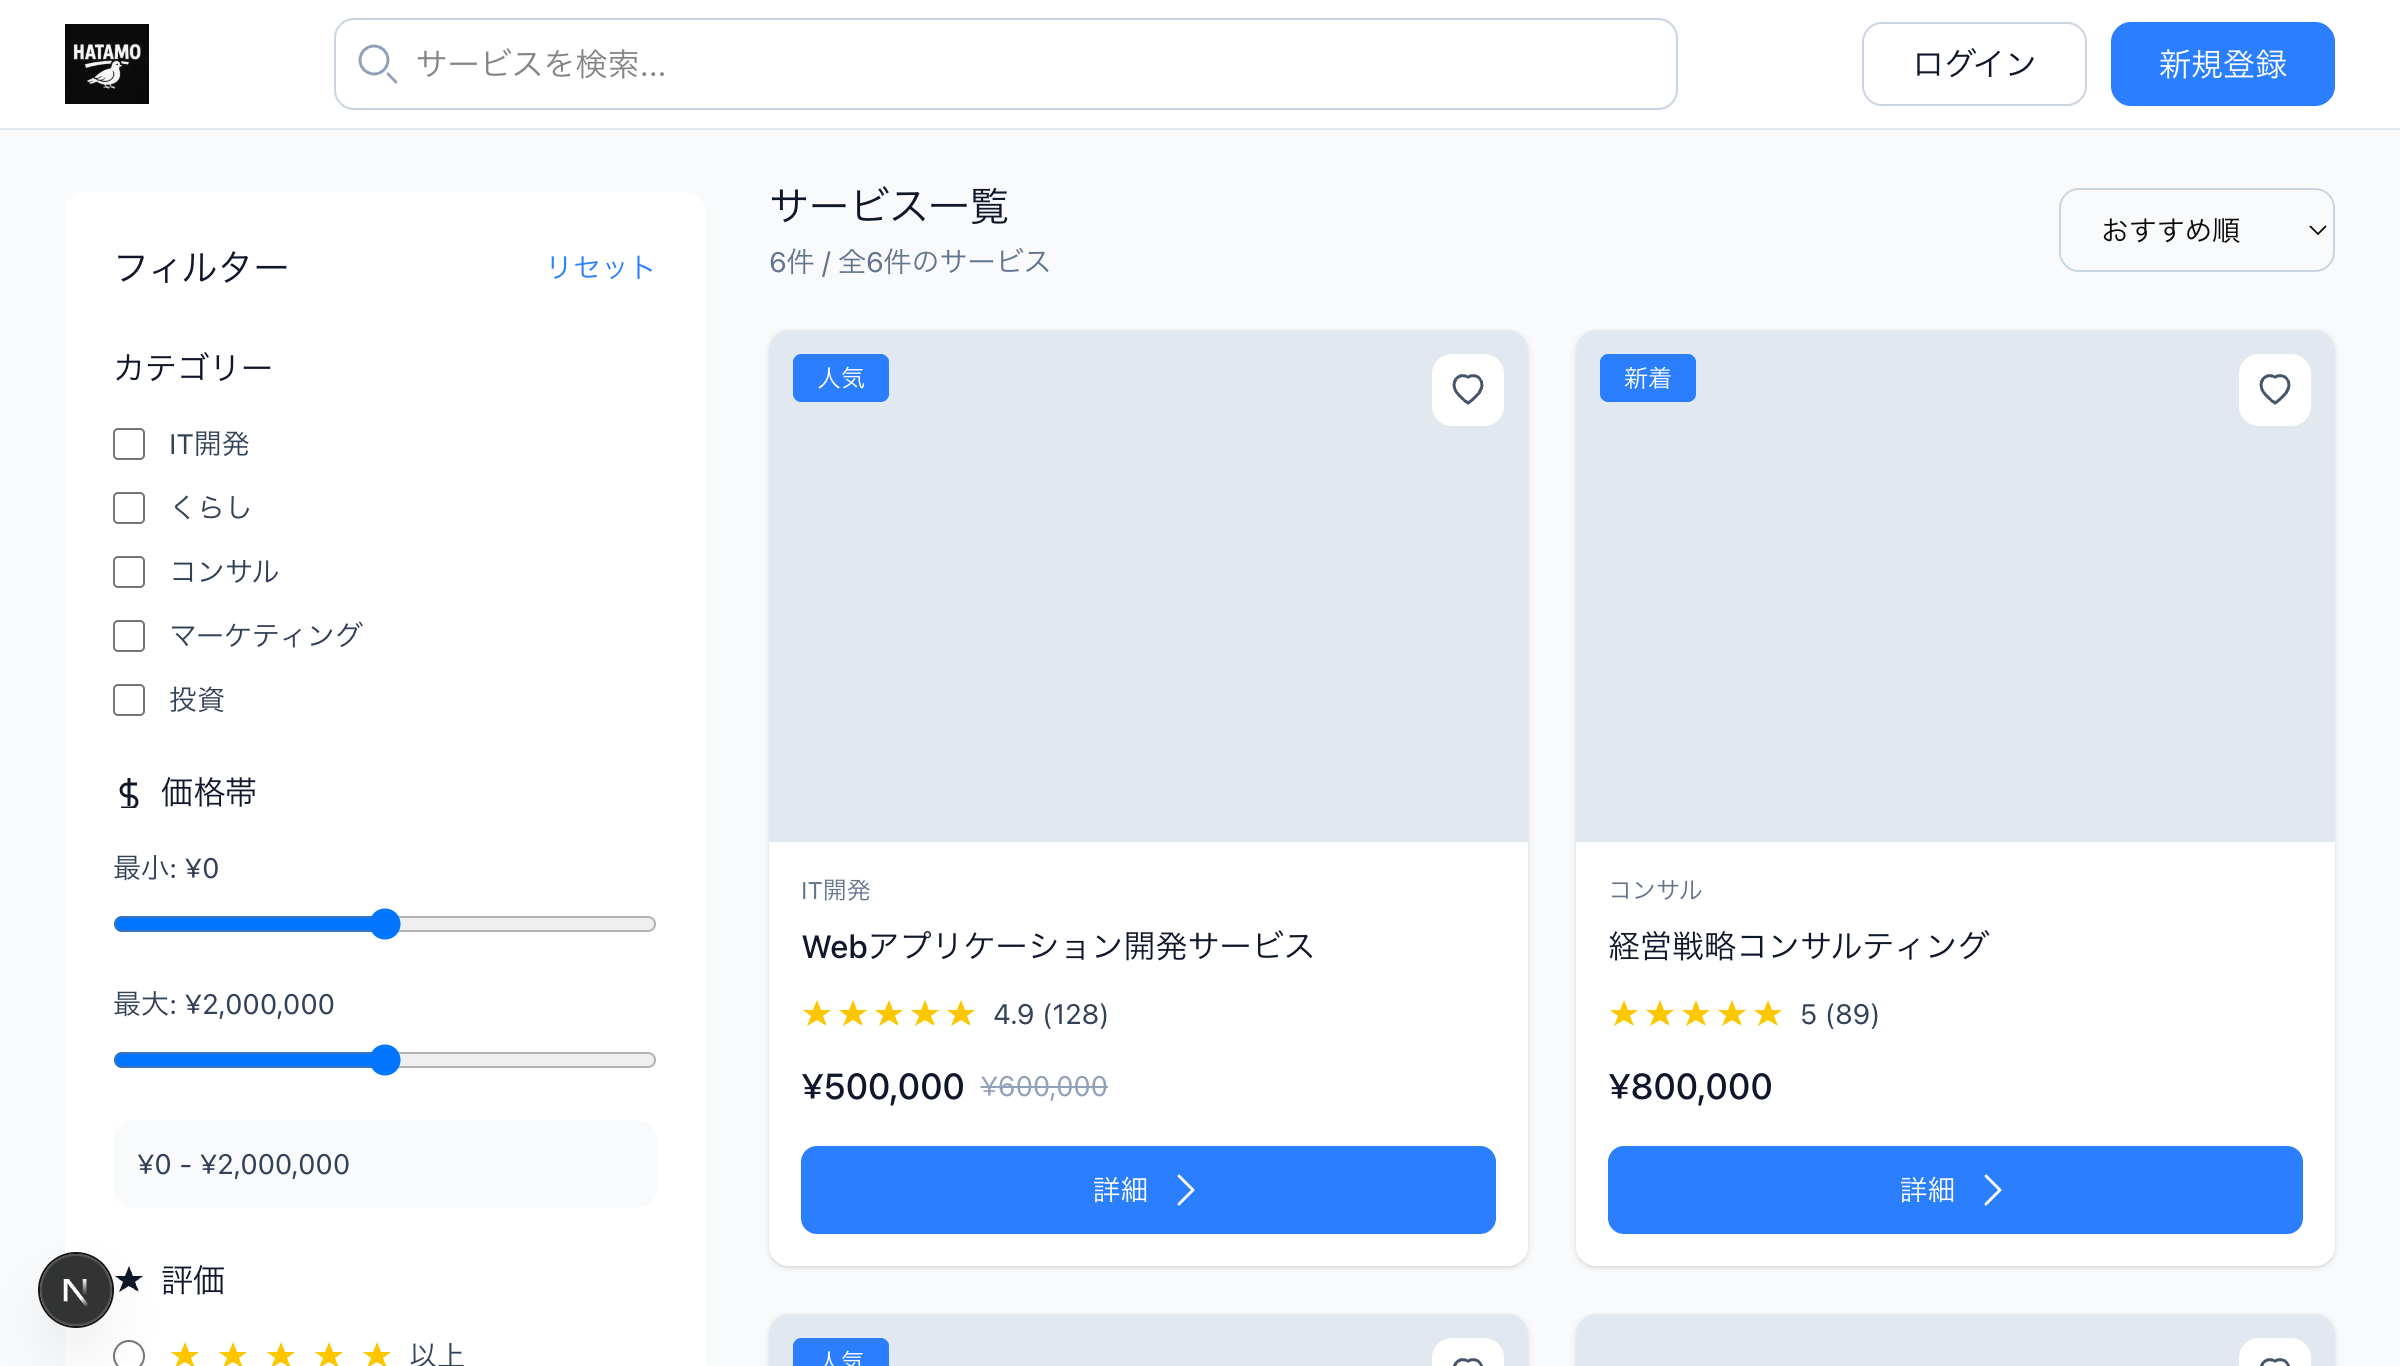 HATAMO
サービスを検索...
ログイン
新規登録
フィルター
リセット
カテゴリー
IT開発
くらし
コンサル
マーケティング
投資
$ 価格帯
最小: ¥0
最大: ¥2,000,000
¥0 - ¥2,000,000
★ 評価
★★★★★ 以上
N
サービス一覧
6件 / 全6件のサービス
おすすめ順
人気
IT開発
Webアプリケーション開発サービス
★★★★★ 4.9 (128)
¥500,000 ¥600,000
詳細
新着
コンサル
経営戦略コンサルティング
★★★★★ 5 (89)
¥800,000
詳細
人気